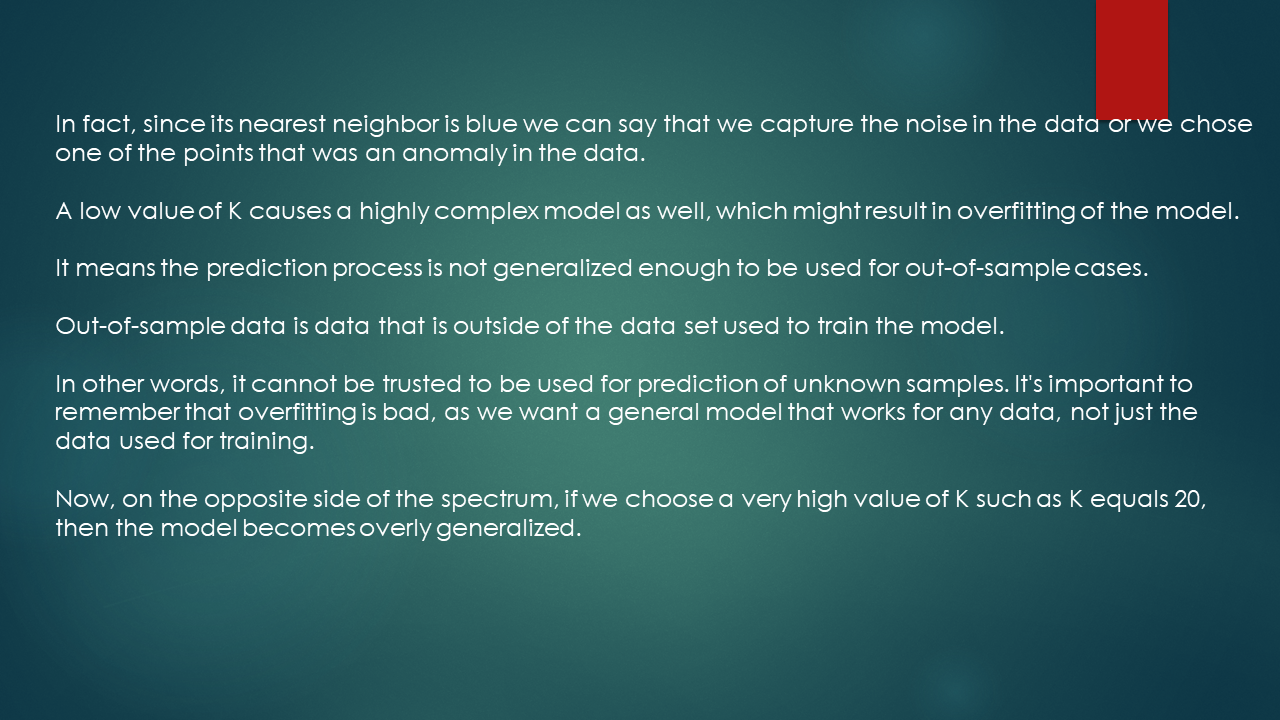 In fact, since its nearest neighbor is blue we can say that we capture the noise in the data or we chose
one of the points that was an anomaly in the data.
A low value of K causes a highly complex model as well, which might result in overfitting of the model.
It means the prediction process is not generalized enough to be used for out-of-sample cases.
Out-of-sample data is data that is outside of the data set used to train the model.
In other words, it cannot be trusted to be used for prediction of unknown samples. It's important to
remember that overfitting is bad, as we want a general model that works for any data, not just the
data used for training.
Now, on the opposite side of the spectrum, if we choose a very high value of K such as K equals 20,
then the model becomes overly generalized.